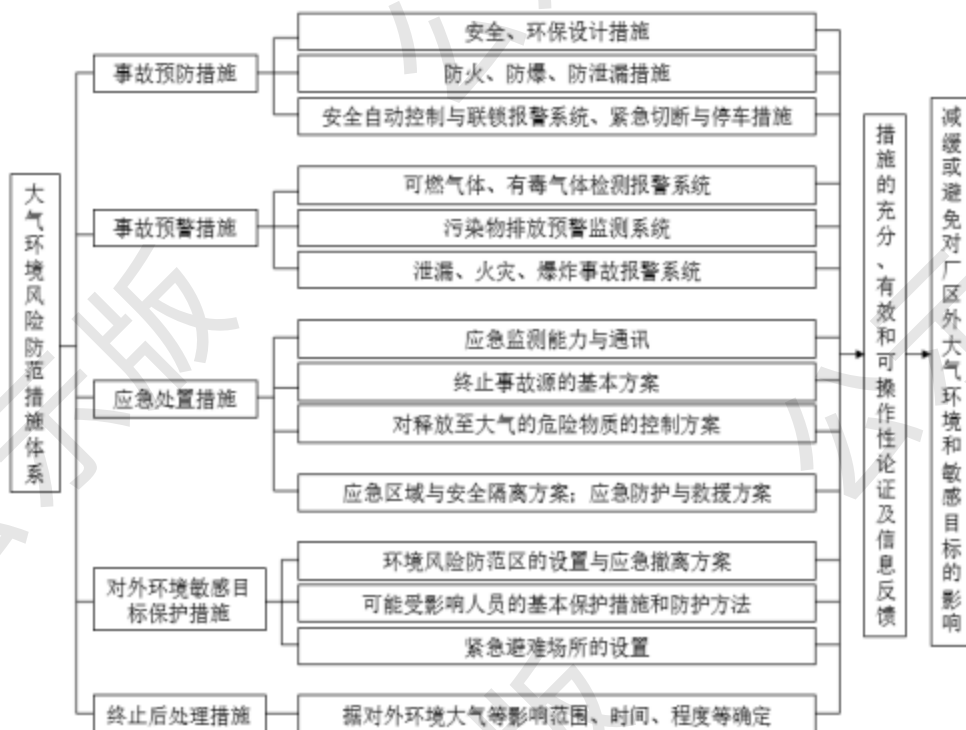 大气环境风险防范措施体系
事故预防措施
安全、环保设计措施
防火、防爆、防泄漏措施
安全自动控制与联锁报警系统、紧急切断与停车措施
事故预警措施
可燃气体、有毒气体检测报警系统
污染物排放预警监测系统
泄漏、火灾、爆炸事故报警系统
应急处置措施
应急监测能力与通讯
终止事故源的基本方案
对释放至大气的危险物质的控制方案
应急区域与安全隔离方案；应急防护与救援方案
对外环境敏感目
标保护措施
环境风险防范区的设置与应急撤离方案
可能受影响人员的基本保护措施和防护方法
紧急避难场所的设置
终止后处理措施
据对外环境大气等影响范围、时间、程度等确定
措施的充分、有效和可操作性论证及信息反馈
减缓或避免对厂区外大气环境和敏感目标的影响
公示版
公示
版